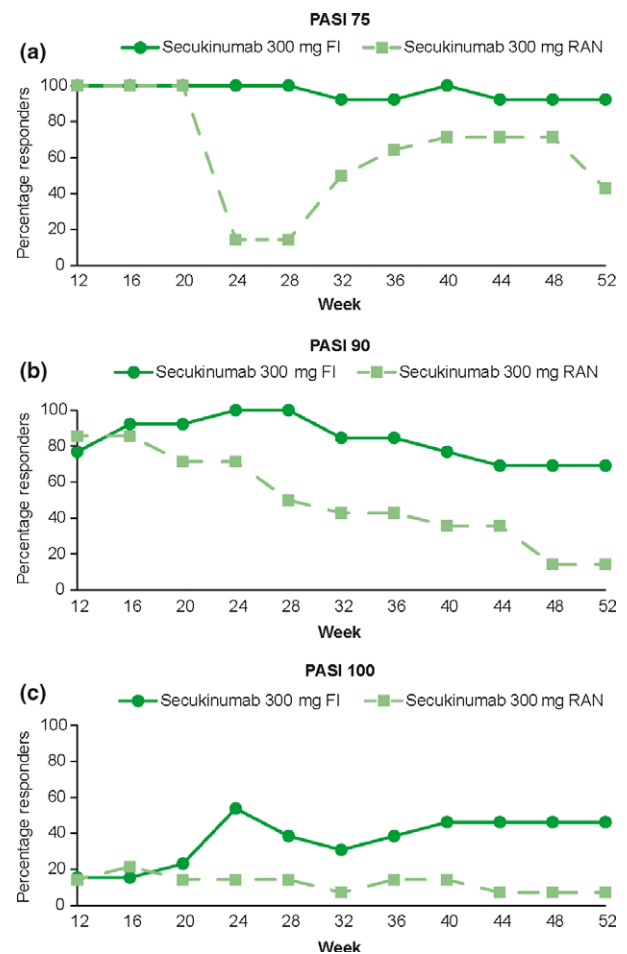 PASI 75
(a)
Secukinumab 300 mg FI Secukinumab 300 mg RAN
100
80
60
40
20
0
Percentage responders
12 16 20 24 28 32 36 40 44 48 52
Week
PASI 90
(b)
Secukinumab 300 mg FI Secukinumab 300 mg RAN
100
80
60
40
20
0
Percentage responders
12 16 20 24 28 32 36 40 44 48 52
Week
PASI 100
(c)
Secukinumab 300 mg FI Secukinumab 300 mg RAN
100
80
60
40
20
0
Percentage responders
12 16 20 24 28 32 36 40 44 48 52
Week